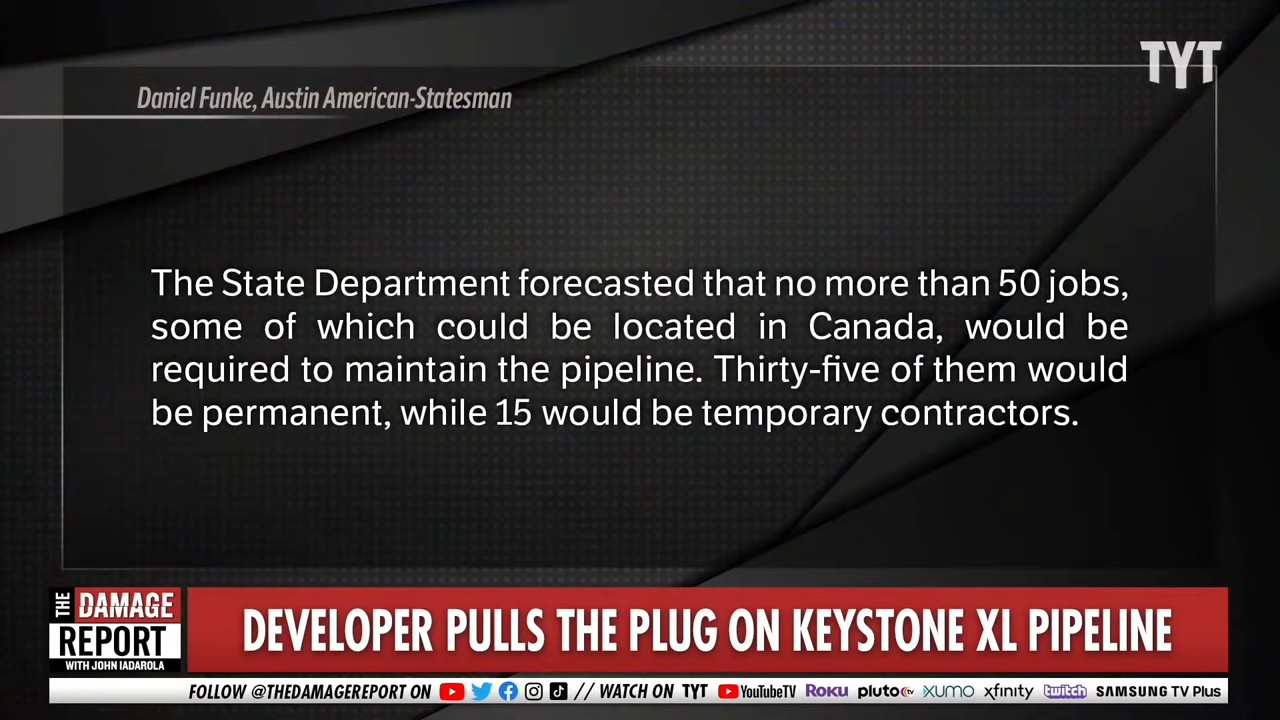 TYT
Daniel Funke, Austin American-Statesman
The State Department forecasted that no more than 50 jobs,
some of which could be located in Canada, would be
required to maintain the pipeline. Thirty-five of them would
be permanent, while 15 would be temporary contractors.
THE DAMAGE
REPORT
WITH JOHN IADAROLA
DEVELOPER PULLS THE PLUG ON KEYSTONE XL PIPELINE
FOLLOW @THEDAMAGEREPORT ON // WATCH ON TYT YouTubeTV Roku pluto tv xumo xfinity twitch SAMSUNG TV Plus